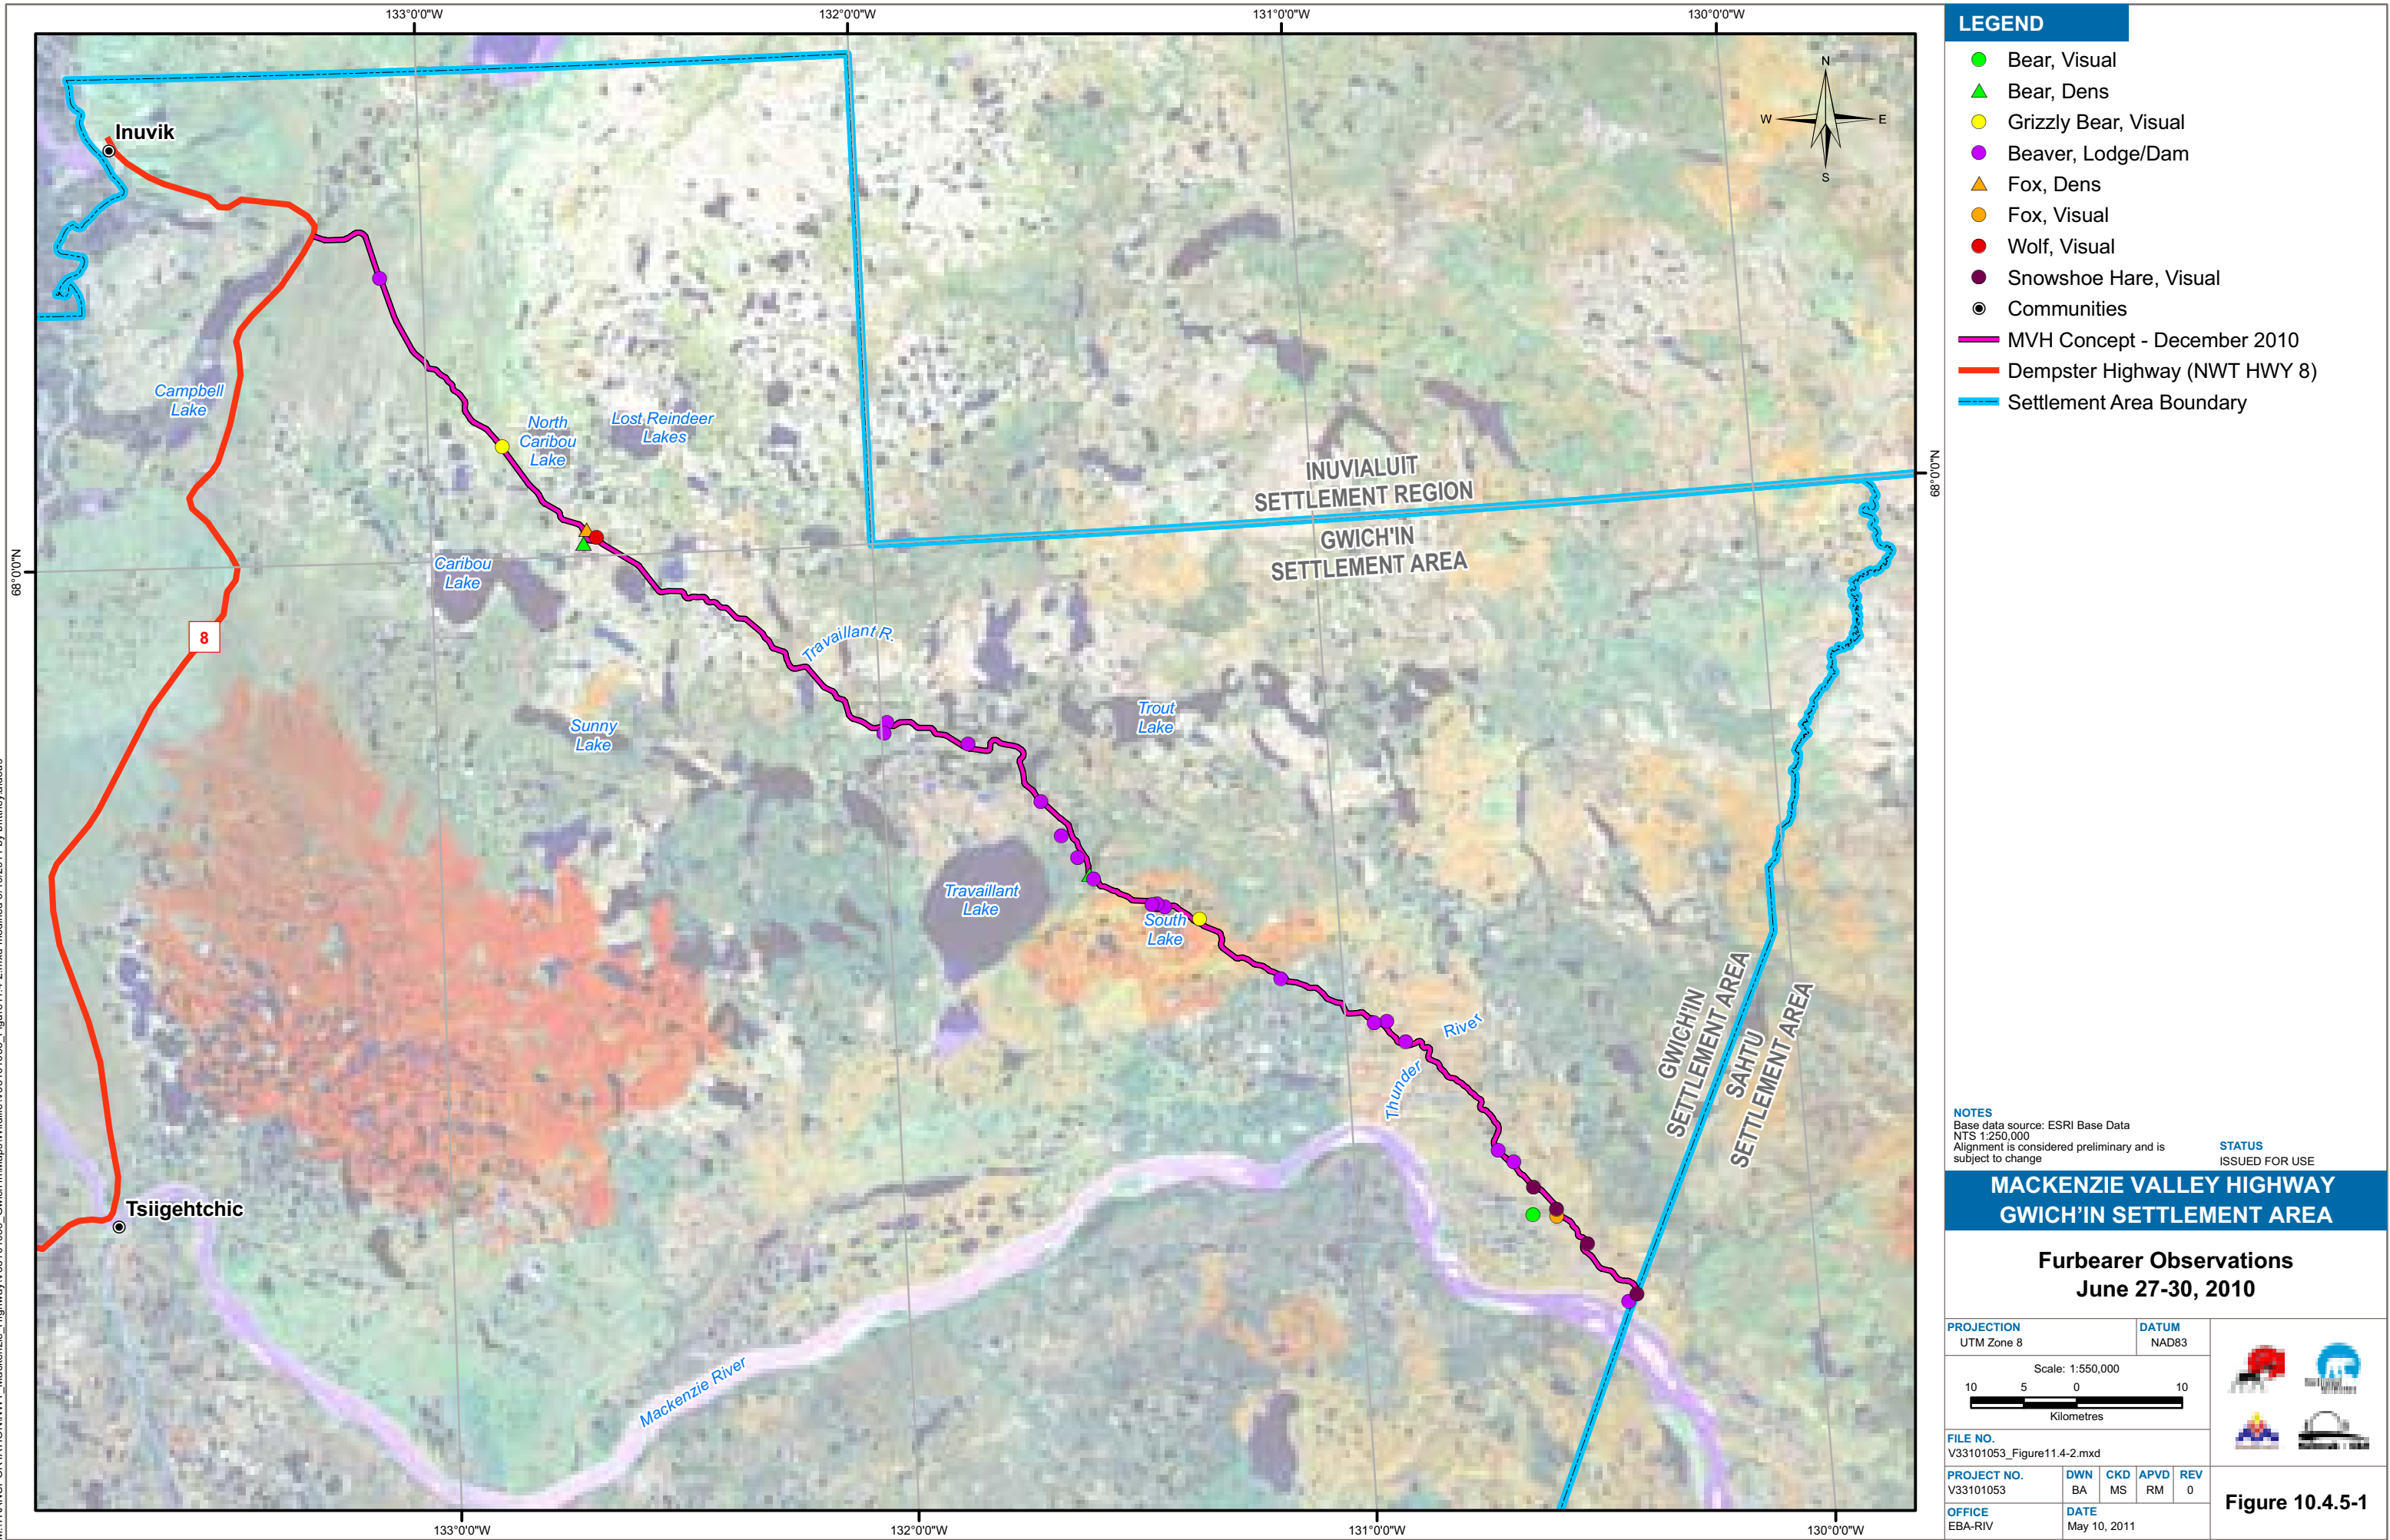 133°0'0"W
132°0'0"W
131°0'0"W
130°0'0"W
N
W
E
S
Inuvik
Campbell
Lake
North
Caribou
Lake
Lost Reindeer
Lakes
INUVIALUIT
SETTLEMENT REGION
GWICH'IN
SETTLEMENT AREA
68°0'0"N
68°0'0"N
Caribou
Lake
8
Travaillant R.
Sunny
Lake
Trout
Lake
Travaillant
Lake
South
Lake
GWICH'IN
SETTLEMENT AREA
SAHTU
SETTLEMENT AREA
Thunder
River
Tsiigehtchic
Mackenzie River
133°0'0"W
132°0'0"W
131°0'0"W
130°0'0"W
LEGEND
Bear, Visual
Bear, Dens
Grizzly Bear, Visual
Beaver, Lodge/Dam
Fox, Dens
Fox, Visual
Wolf, Visual
Snowshoe Hare, Visual
Communities
MVH Concept - December 2010
Dempster Highway (NWT HWY 8)
Settlement Area Boundary
NOTES
Base data source: ESRI Base Data
NTS 1:250,000
Alignment is considered preliminary and is
subject to change
STATUS
ISSUED FOR USE
MACKENZIE VALLEY HIGHWAY
GWICH'IN SETTLEMENT AREA
Furbearer Observations
June 27-30, 2010
PROJECTION
UTM Zone 8
DATUM
NAD83
Scale: 1:550,000
10 5 0 10
Kilometres
FILE NO.
V33101053_Figure11.4-2.mxd
PROJECT NO.
V33101053
DWN
BA
CKD
MS
APVD
RM
REV
0
OFFICE
EBA-RIV
DATE
May 10, 2011
Figure 10.4.5-1